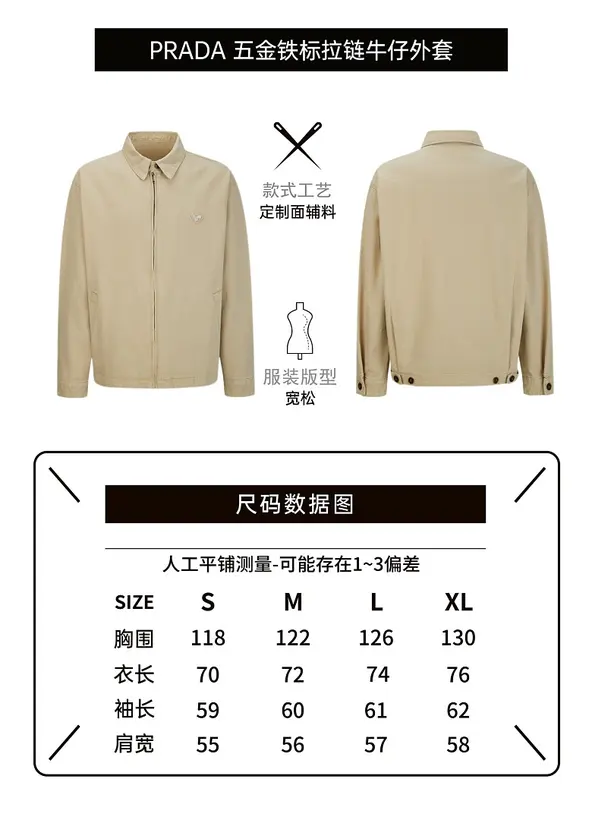 PRADA 五金铁标拉链牛仔外套
款式工艺
定制面辅料
服装版型
宽松
尺码数据图
人工平铺测量-可能存在1~3偏差
SIZE S M L XL
胸围 118 122 126 130
衣长 70 72 74 76
袖长 59 60 61 62
肩宽 55 56 57 58